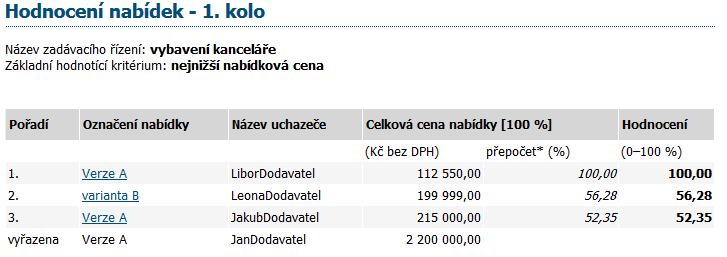 Hodnocení nabídek - 1. kolo
Název zadávacího řízení: vybavení kanceláře
Základní hodnotící kritérium: nejnižší nabídková cena
Pořadí Označení nabídky Název uchazeče Celková cena nabídky [100 %] Hodnocení
(Kč bez DPH) přepočet* (%) (0–100 %)
1. Verze A LiborDodavatel 112 550,00 100,00 100,00
2. varianta B LeonaDodavatel 199 999,00 56,28 56,28
3. Verze A JakubDodavatel 215 000,00 52,35 52,35
vyřazena Verze A JanDodavatel 2 200 000,00